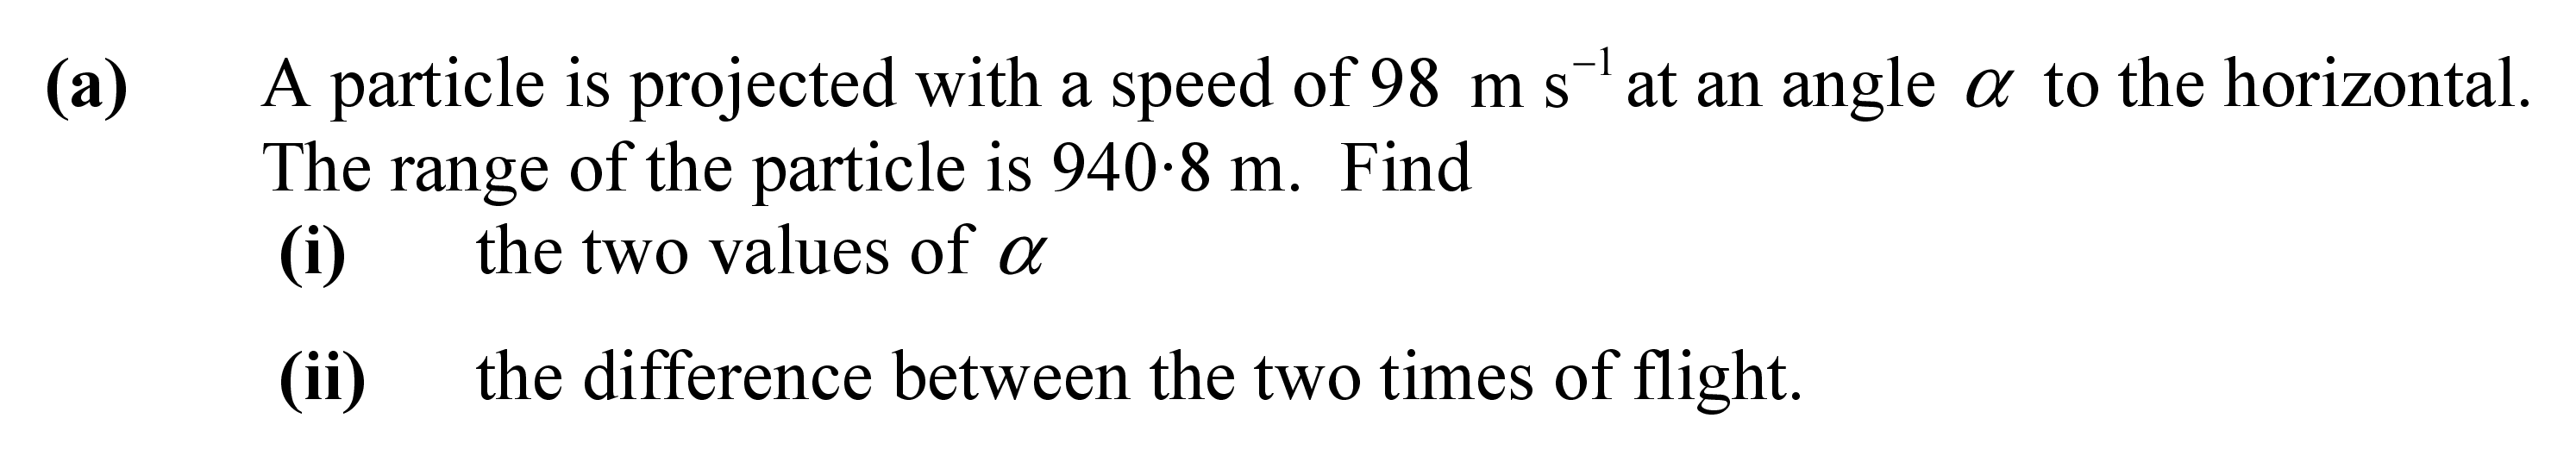 (a) A particle is projected with a speed of 98 m s⁻¹ at an angle α to the horizontal.
The range of the particle is 940·8 m. Find
(i) the two values of α
(ii) the difference between the two times of flight.